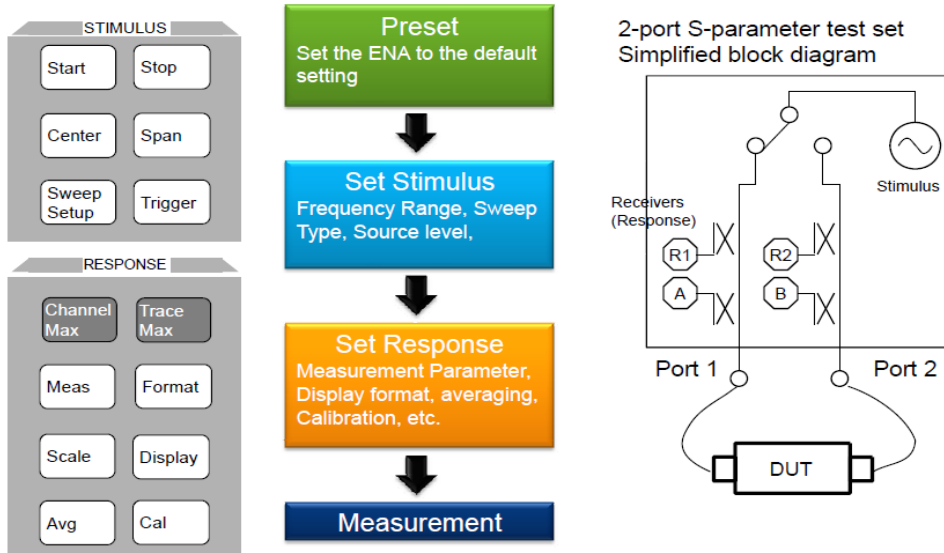 STIMULUS
Start
Stop
Center
Span
Sweep
Setup
Trigger
RESPONSE
Channel
Max
Trace
Max
Meas
Format
Scale
Display
Avg
Cal
Preset
Set the ENA to the default
setting
Set Stimulus
Frequency Range, Sweep
Type, Source level,
Set Response
Measurement Parameter,
Display format, averaging,
Calibration, etc.
Measurement
2-port S-parameter test set
Simplified block diagram
Stimulus
Receivers
(Response)
R1
R2
A
B
Port 1
Port 2
DUT